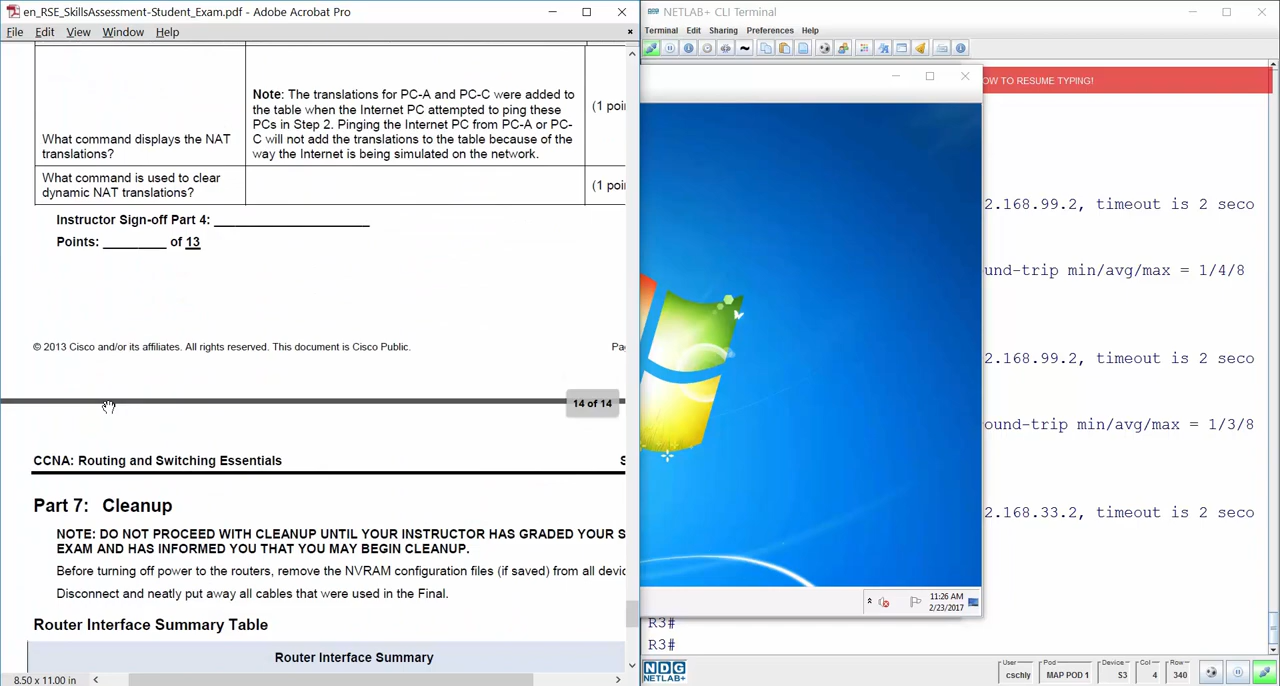 en_RSE_SkillsAssessment-Student_Exam.pdf - Adobe Acrobat Pro
File Edit View Window Help
What command displays the NAT translations?
Note: The trations for PC-A and PC-C were added to
the table when the Internet PC attempted to ping these
PCs in Step 2. Pinging the Internet PC from PC-A or PC-
C will not add the translations to the table because of the
way the Internet is being simulated on the network.
(1 poin
What command is used to clear
dynamic NAT translations?
(1 poin
Instructor Sign-off Part 4:
Points: of 13
© 2013 Cisco and/or its affiliates. All rights reserved. This document is Cisco Public.
Pa
14 of 14
CCNA: Routing and Switching Essentials
S
Part 7: Cleanup
NOTE: DO NOT PROCEED WITH CLEANUP UNTIL YOUR INSTRUCTOR HAS GRADED YOUR S
EXAM AND HAS INFORMED YOU THAT YOU MAY BEGIN CLEANUP.
Before turning off power to the routers, remove the NVRAM configuration files (if saved) from all devic
Disconnect and neatly put away all cables that were used in the Final.
Router Interface Summary Table
Router Interface Summary
8.50 x 11.00 in
NETLAB+ CLI Terminal
Terminal Edit Sharing Preferences Help
OW TO RESUME TYPING!
2.168.99.2, timeout is 2 seco
und-trip min/avg/max = 1/4/8
2.168.99.2, timeout is 2 seco
ound-trip min/avg/max = 1/3/8
2.168.33.2, timeout is 2 seco
11:26 AM
2/23/2017
R3#
R3#
NDG
NETLAB+
User
cschly
Pod
MAP POD 1
Device
S3
Col
4
Row
340